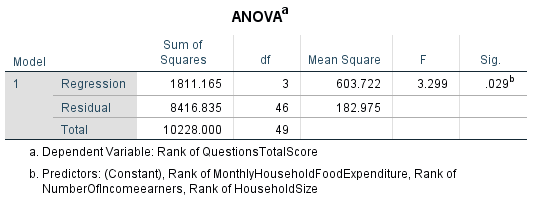 ANOVAa
Model Sum of Squares df Mean Square F Sig.
1 Regression 1811.165 3 603.722 3.299 .029b
Residual 8416.835 46 182.975
Total 10228.000 49
a. Dependent Variable: Rank of QuestionsTotalScore
b. Predictors: (Constant), Rank of MonthlyHouseholdFoodExpenditure, Rank of
NumberOfIncomeearners, Rank of HouseholdSize